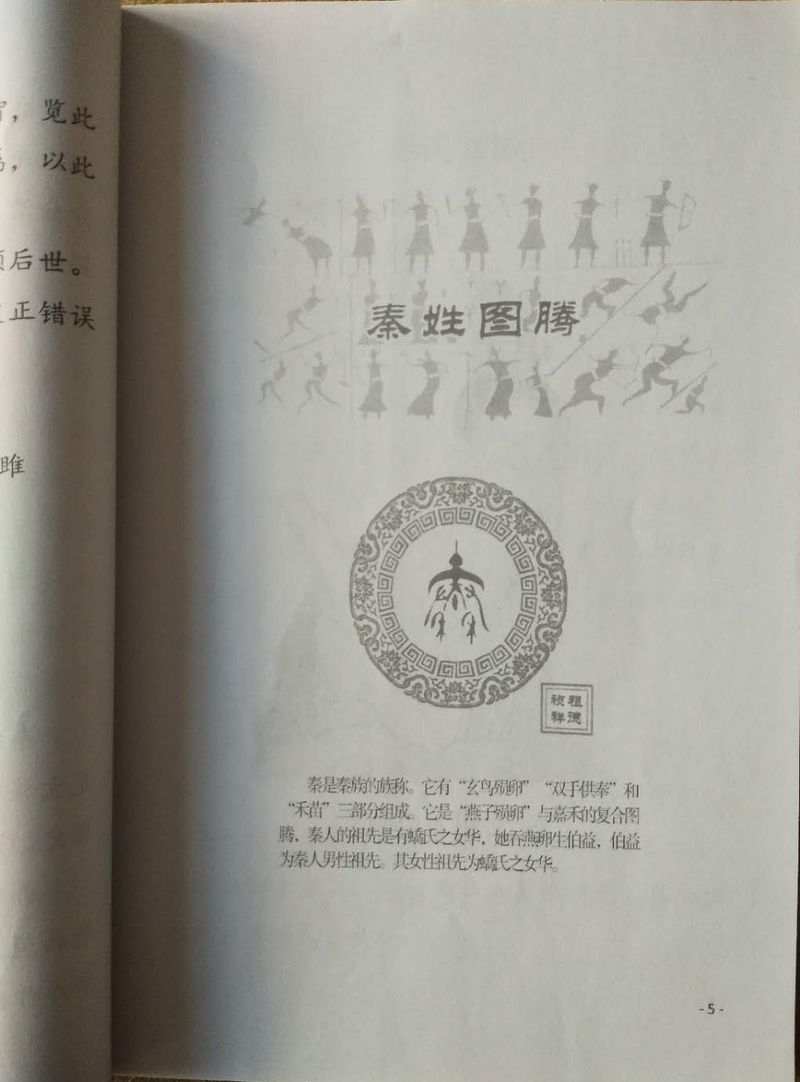 ，览此
，以此
后世。
正错误
雎
秦姓图腾
祖德
祯祥
秦是秦族的族称。它有“玄鸟殒卵”“双手供奉”和
“禾苗”三部分组成。它是“燕子殒卵”与嘉禾的复合图
腾，秦人的祖先是有蟜氏之女华，她吞燕卵生伯益，伯益
为秦人男性祖先。其女性祖先为蟜氏之女华。
- 5 -